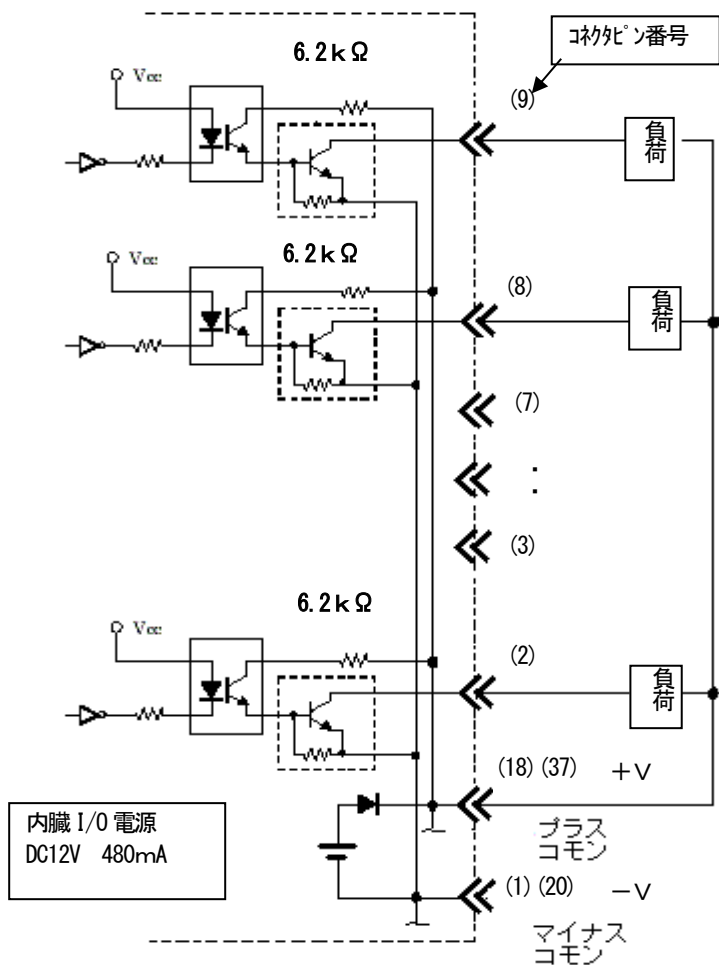 6.2kΩ
コネクタピン番号
Vcc
(9)
負荷
6.2kΩ
Vcc
(8)
負荷
(7)
:
(3)
6.2kΩ
Vcc
(2)
負荷
(18)(37) +V
プラス
コモン
内臓 I/O 電源
DC12V 480mA
(1)(20) −V
マイナス
コモン